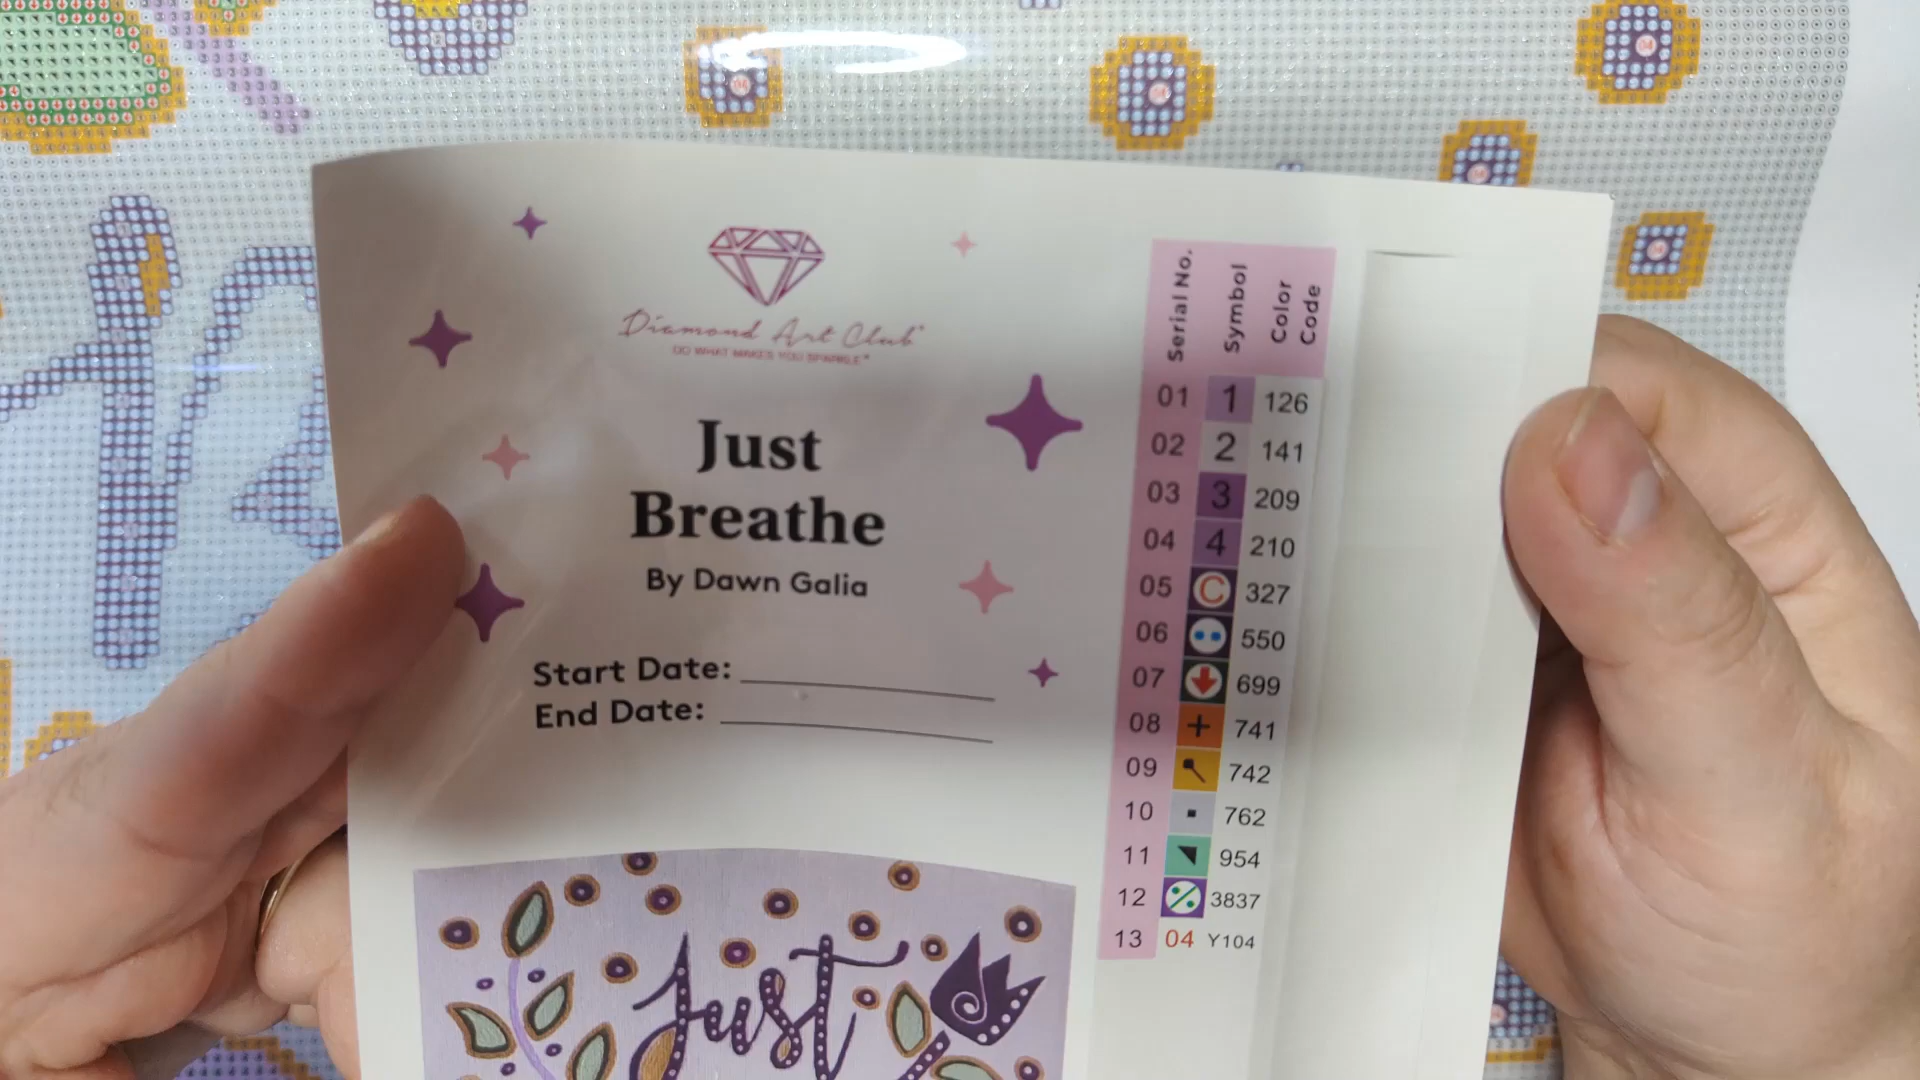 Diamond Art Club®
DO WHAT MAKES YOU SPARKLE®
Just
Breathe
By Dawn Galia
Start Date:
End Date:
Serial No. Symbol Color Code
01 1 126
02 2 141
03 3 209
04 4 210
05 C 327
06 550
07 699
08 + 741
09 742
10 762
11 954
12 3837
13 04 Y104
Just